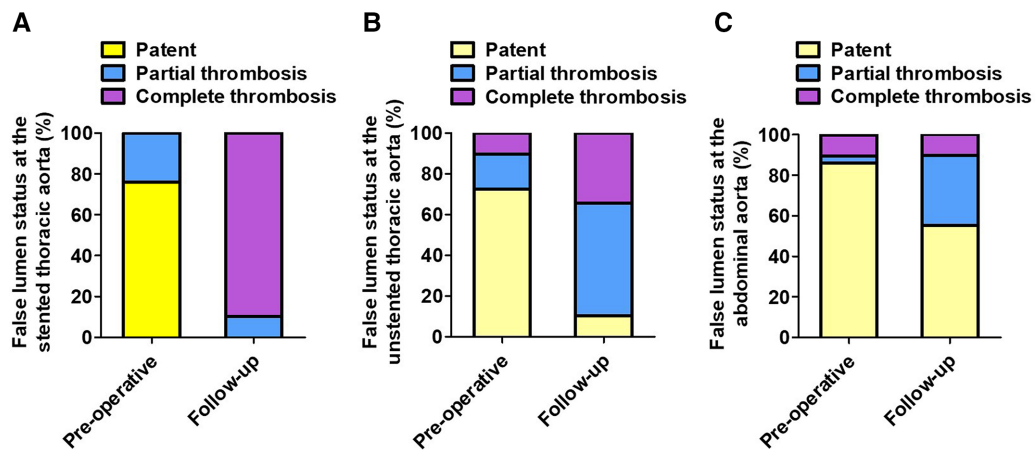 A
Patent
Partial thrombosis
Complete thrombosis
False lumen status at the
stented thoracic aorta (%)
100
80
60
40
20
0
Pre-operative
Follow-up
B
Patent
Partial thrombosis
Complete thrombosis
False lumen status at the
unstented thoracic aorta (%)
100
80
60
40
20
0
Pre-operative
Follow-up
C
Patent
Partial thrombosis
Complete thrombosis
False lumen status at the
abdominal aorta (%)
100
80
60
40
20
0
Pre-operative
Follow-up